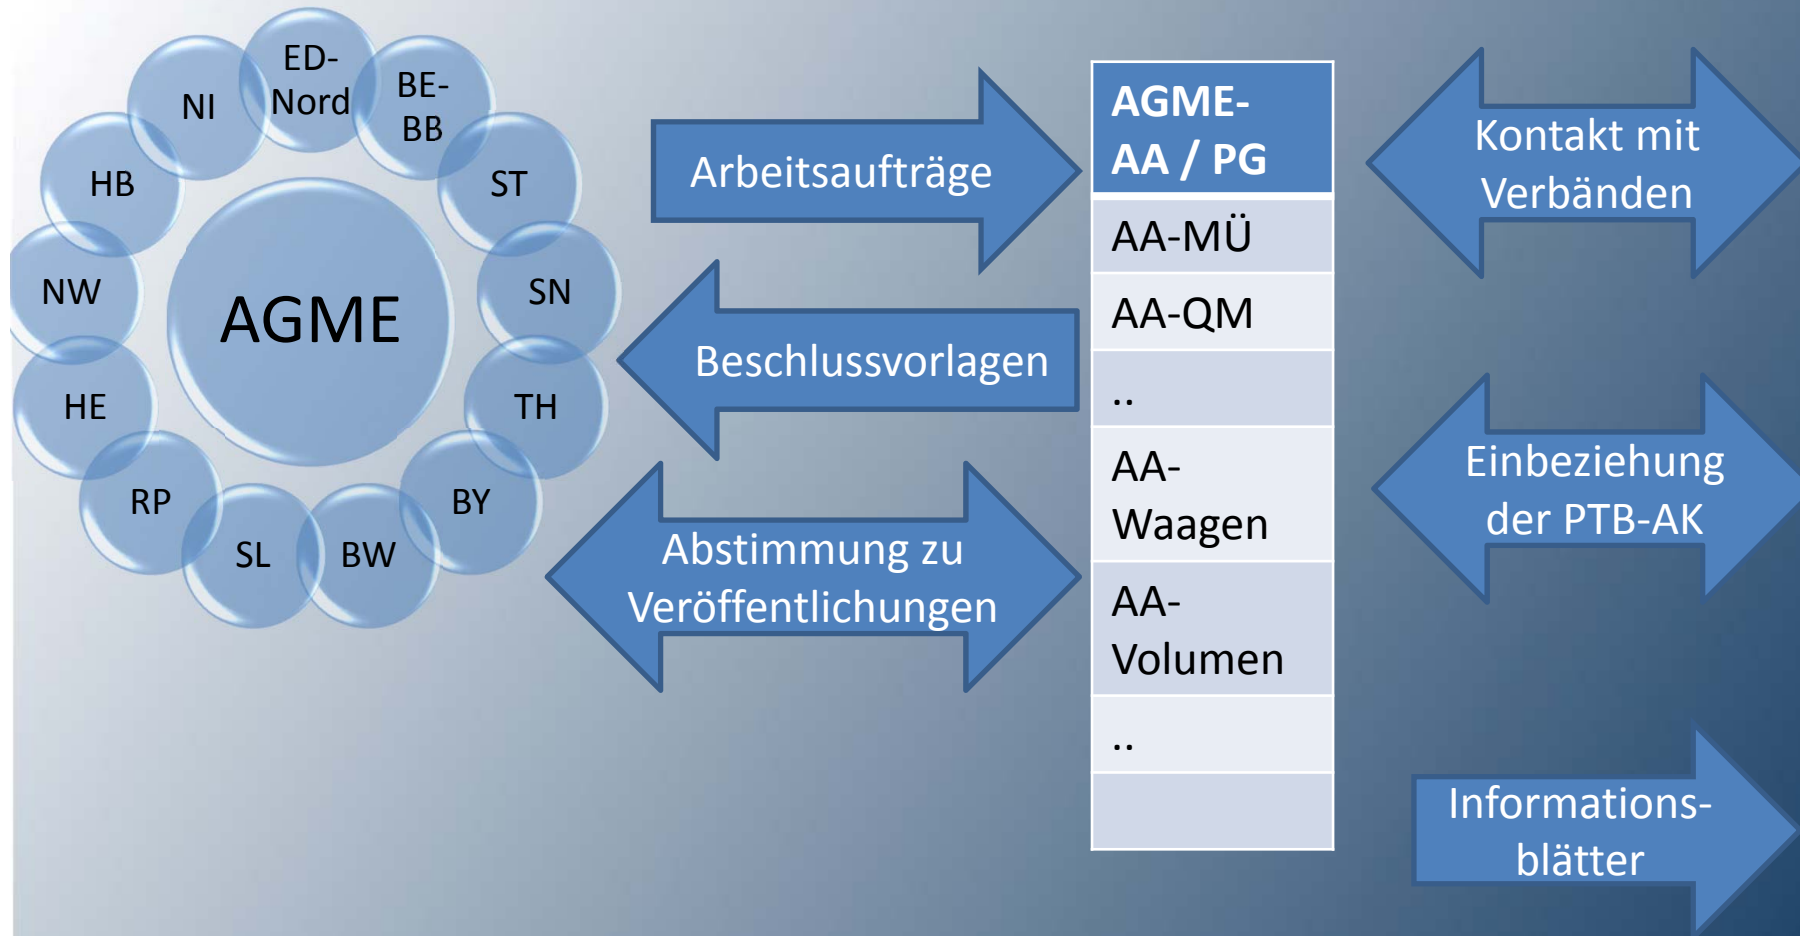 ED-
Nord
BE-
BB
ST
SN
TH
BY
BW
SL
RP
HE
NW
HB
NI
AGME
Arbeitsaufträge
Beschlussvorlagen
Abstimmung zu
Veröffentlichungen
AGME-
AA / PG
AA-MÜ
AA-QM
..
AA-
Waagen
AA-
Volumen
..
Kontakt mit
Verbänden
Einbeziehung
der PTB-AK
Informations-
blätter